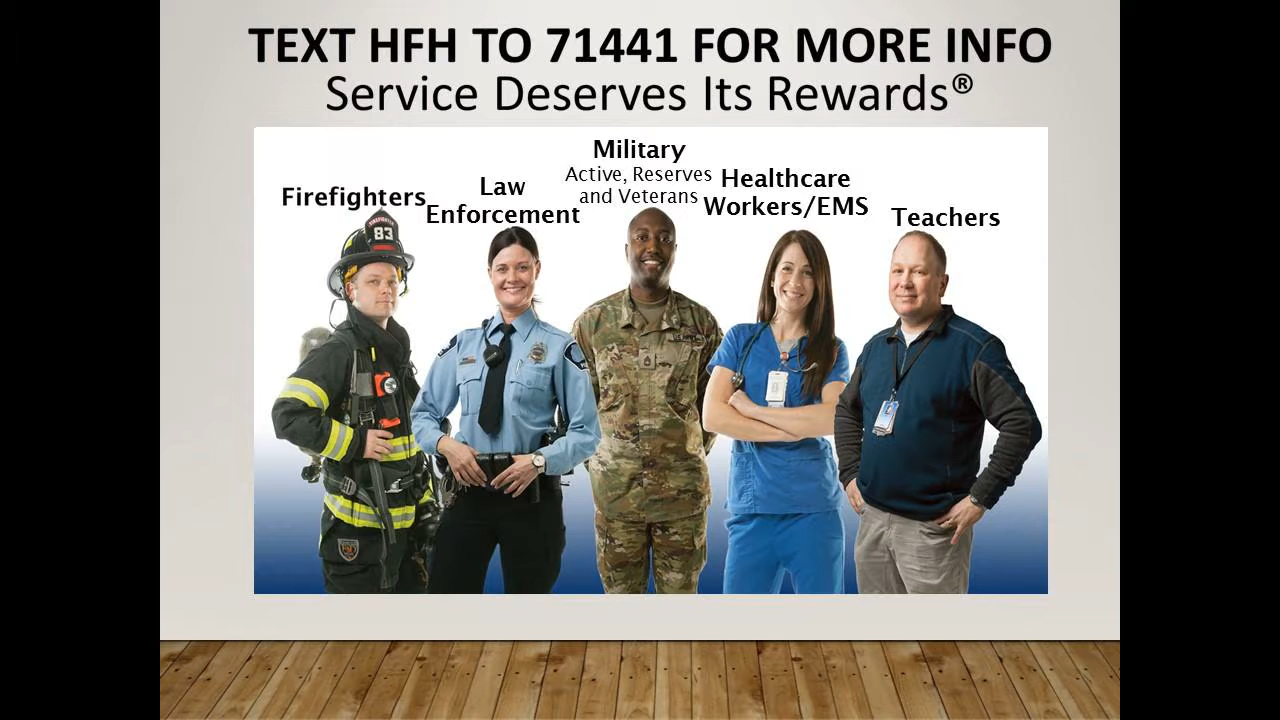 TEXT HFH TO 71441 FOR MORE INFO
Service Deserves Its Rewards®
Firefighters
Law
Enforcement
Military
Active, Reserves
and Veterans
Healthcare
Workers/EMS
Teachers
83